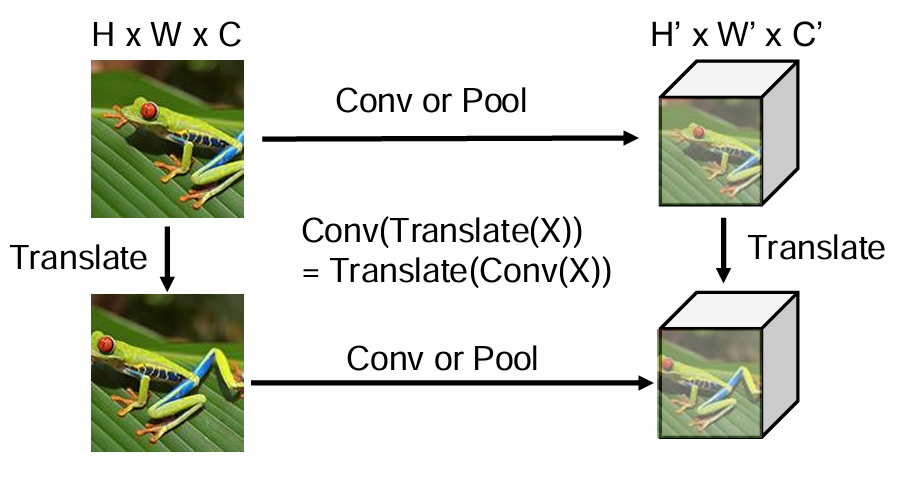 H x W x C
H’ x W’ x C’
Conv or Pool
Conv(Translate(X))
= Translate(Conv(X))
Translate
Translate
Conv or Pool